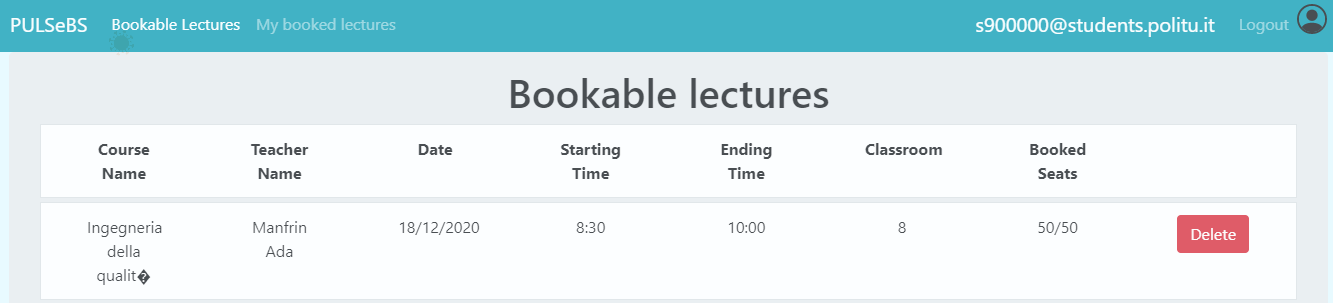 PULSeBS Bookable Lectures My booked lectures s900000@students.politu.it Logout
Bookable lectures
Course Name Teacher Name Date Starting Time Ending Time Classroom Booked Seats
Ingegneria della qualit� Manfrin Ada 18/12/2020 8:30 10:00 8 50/50 Delete